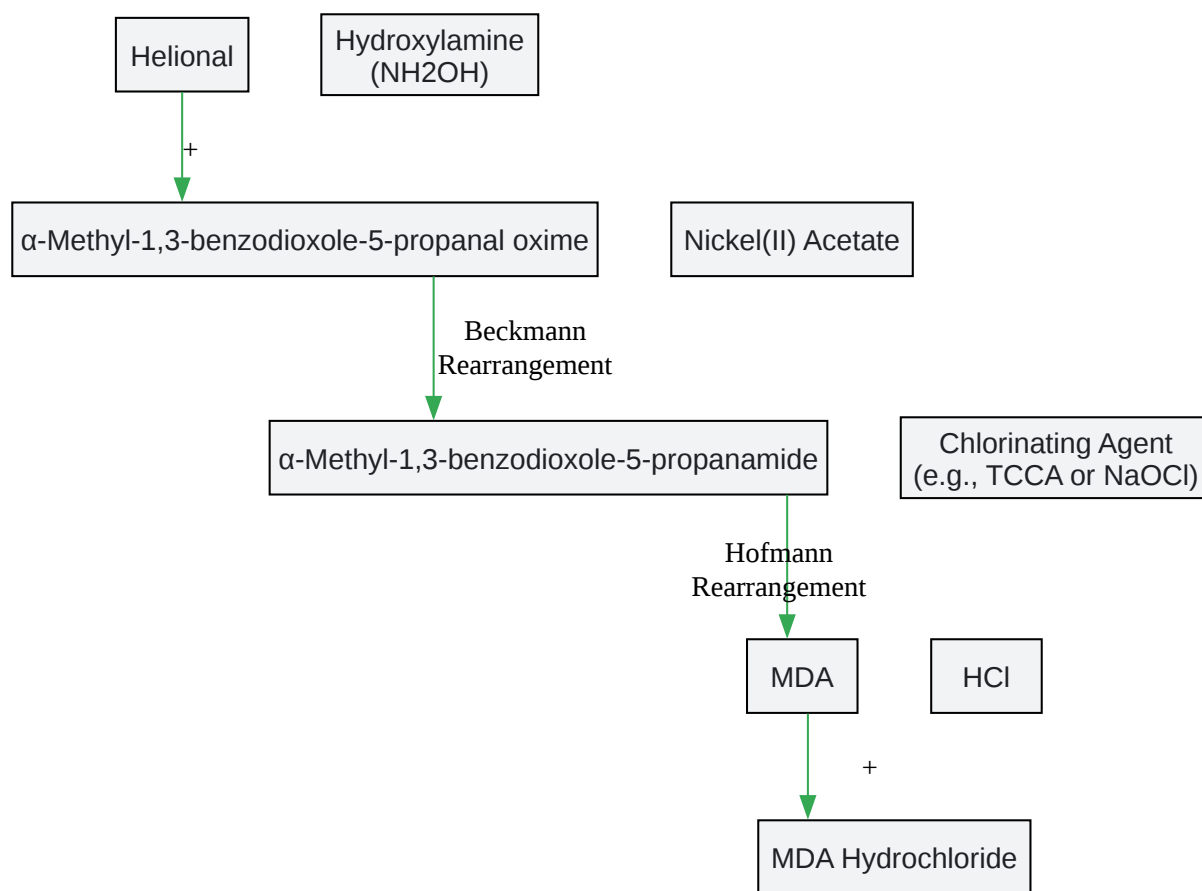 Helional
Hydroxylamine
(NH2OH)
+
α-Methyl-1,3-benzodioxole-5-propanal oxime
Nickel(II) Acetate
Beckmann
Rearrangement
α-Methyl-1,3-benzodioxole-5-propanamide
Chlorinating Agent
(e.g., TCCA or NaOCl)
Hofmann
Rearrangement
MDA
HCl
+
MDA Hydrochloride